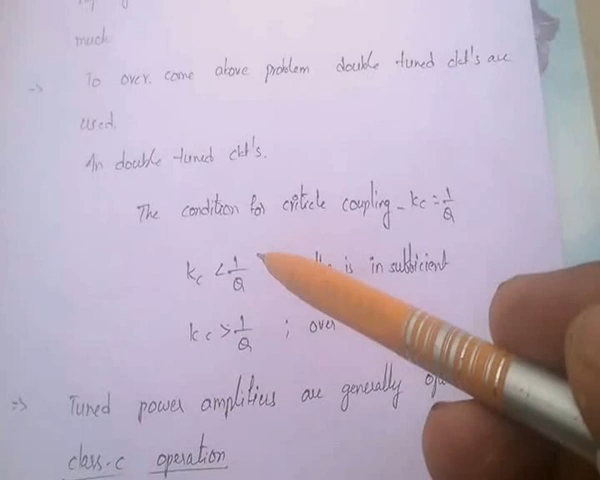 much
=> To over. come above problem double tuned ckt's are
used.
In double tuned ckt's.
The condition for criticle coupling - kc = 1/Q
kc < 1/Q is insufficient
kc > 1/Q ; over
=> Tuned power amplifiers are generally
class-c operation